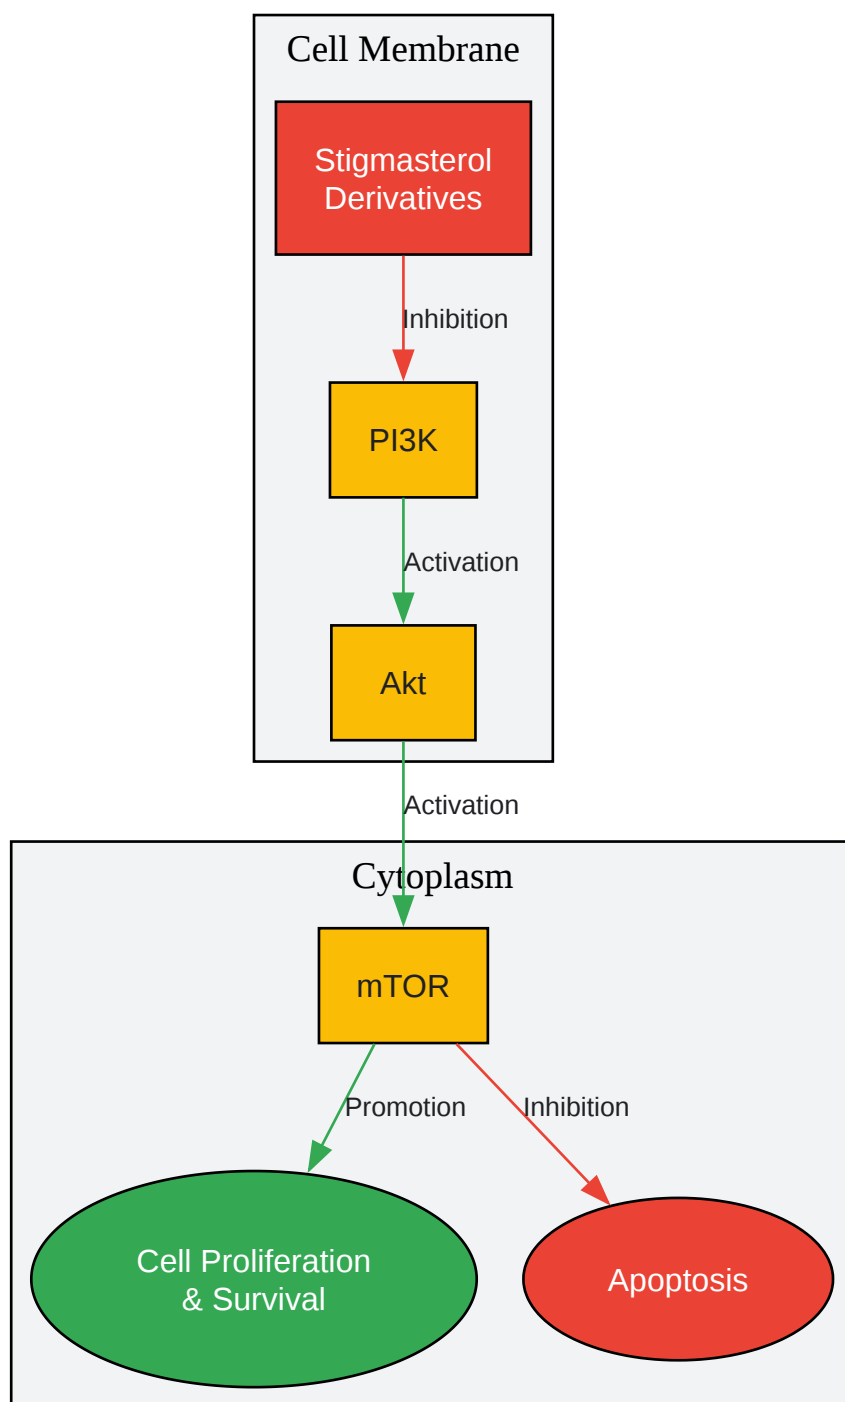 Cell Membrane
Stigmasterol
Derivatives
Inhibition
PI3K
Activation
Akt
Activation
Cytoplasm
mTOR
Promotion
Inhibition
Cell Proliferation
& Survival
Apoptosis